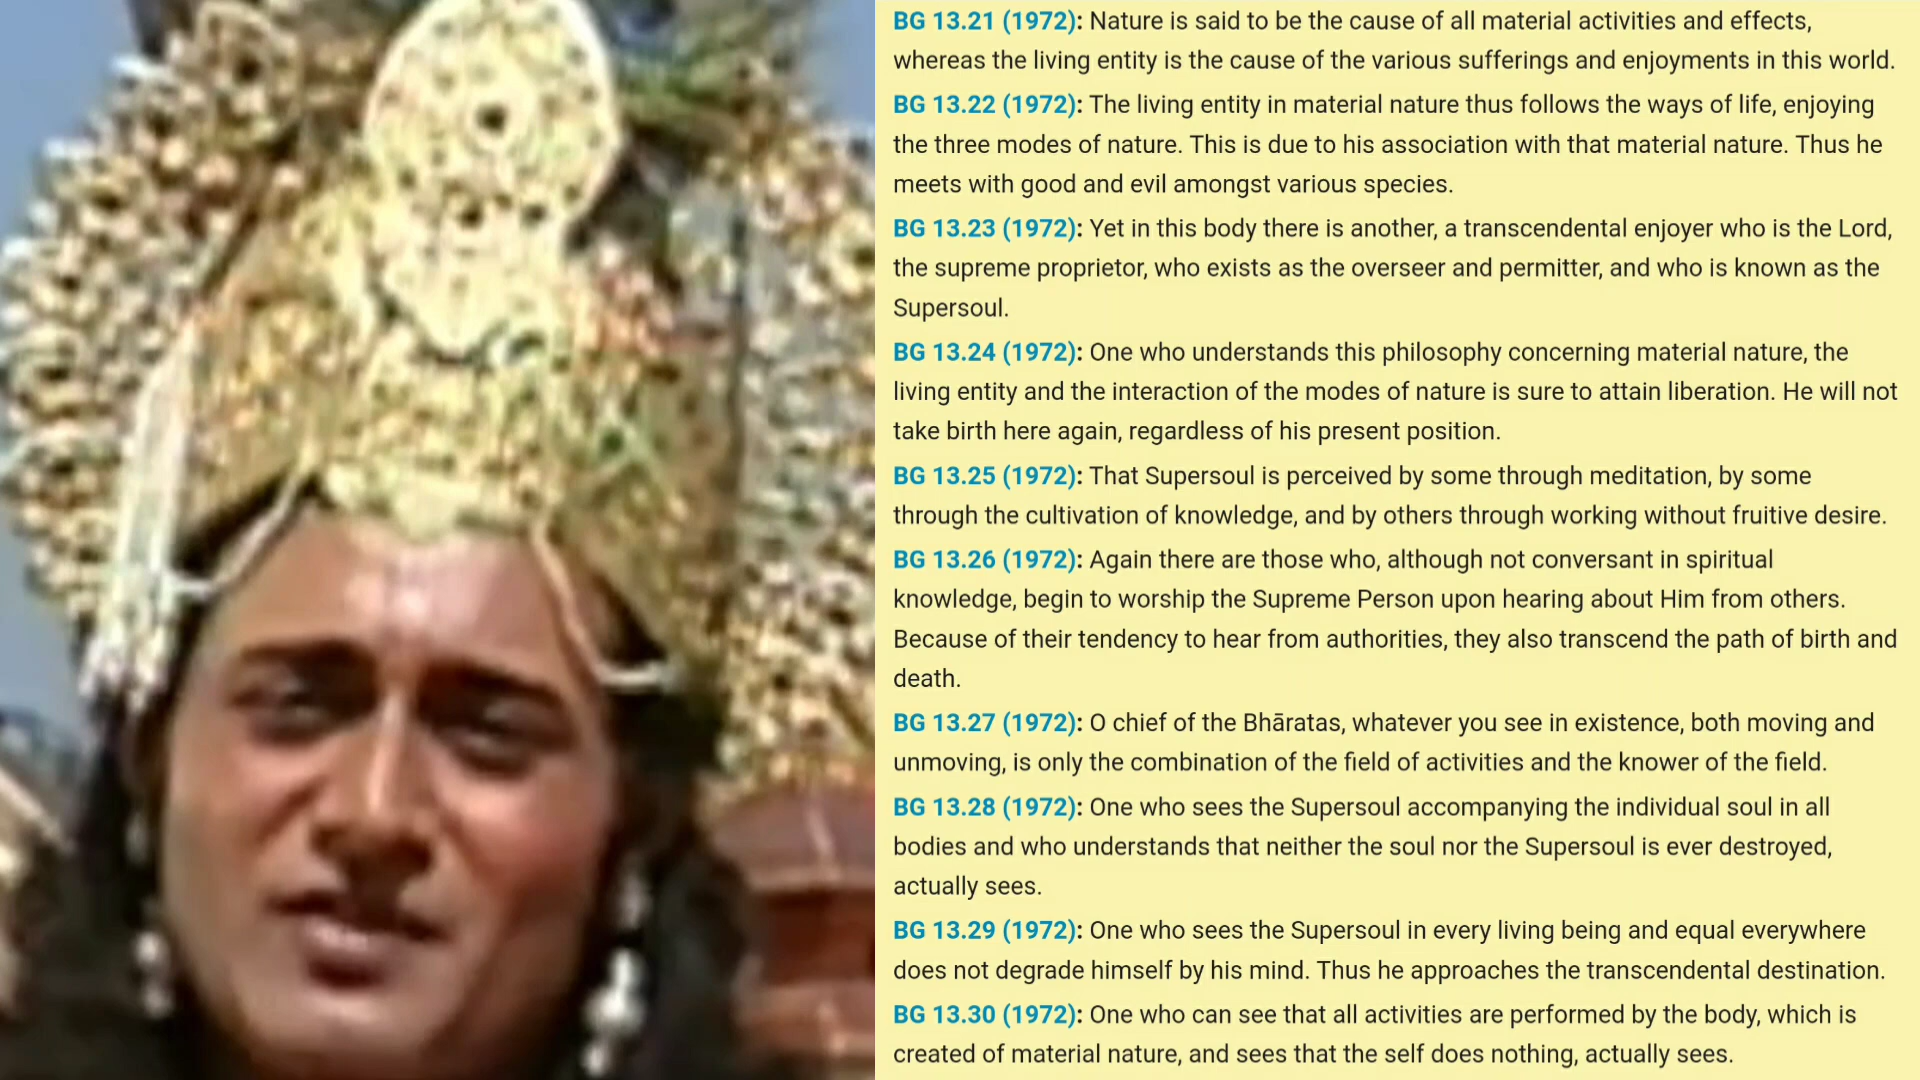 BG 13.21 (1972): Nature is said to be the cause of all material activities and effects,
whereas the living entity is the cause of the various sufferings and enjoyments in this world.
BG 13.22 (1972): The living entity in material nature thus follows the ways of life, enjoying
the three modes of nature. This is due to his association with that material nature. Thus he
meets with good and evil amongst various species.
BG 13.23 (1972): Yet in this body there is another, a transcendental enjoyer who is the Lord,
the supreme proprietor, who exists as the overseer and permitter, and who is known as the
Supersoul.
BG 13.24 (1972): One who understands this philosophy concerning material nature, the
living entity and the interaction of the modes of nature is sure to attain liberation. He will not
take birth here again, regardless of his present position.
BG 13.25 (1972): That Supersoul is perceived by some through meditation, by some
through the cultivation of knowledge, and by others through working without fruitive desire.
BG 13.26 (1972): Again there are those who, although not conversant in spiritual
knowledge, begin to worship the Supreme Person upon hearing about Him from others.
Because of their tendency to hear from authorities, they also transcend the path of birth and
death.
BG 13.27 (1972): O chief of the Bhāratas, whatever you see in existence, both moving and
unmoving, is only the combination of the field of activities and the knower of the field.
BG 13.28 (1972): One who sees the Supersoul accompanying the individual soul in all
bodies and who understands that neither the soul nor the Supersoul is ever destroyed,
actually sees.
BG 13.29 (1972): One who sees the Supersoul in every living being and equal everywhere
does not degrade himself by his mind. Thus he approaches the transcendental destination.
BG 13.30 (1972): One who can see that all activities are performed by the body, which is
created of material nature, and sees that the self does nothing, actually sees.